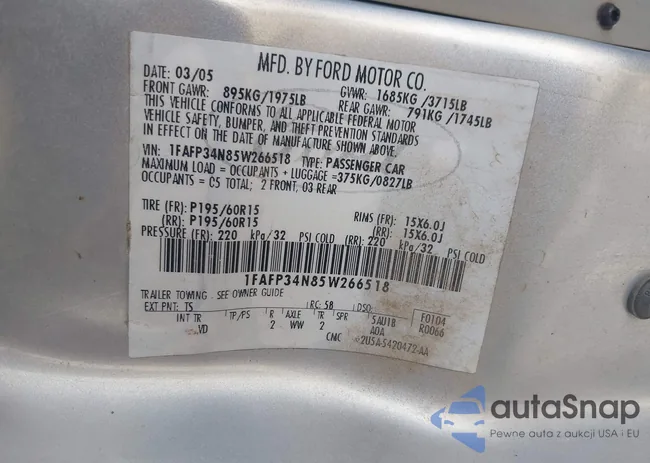 MFD. BY FORD MOTOR CO.
DATE: 03/05
FRONT GAWR: 895KG/1975LB
GVWR: 1685KG/3715LB
REAR GAWR: 791KG/1745LB
THIS VEHICLE CONFORMS TO ALL APPLICABLE FEDERAL MOTOR
VEHICLE SAFETY, BUMPER, AND THEFT PREVENTION STANDARDS
IN EFFECT ON THE DATE OF MANUFACTURE SHOWN ABOVE.
VIN: 1FAFP34N85W266518 TYPE: PASSENGER CAR
MAXIMUM LOAD = OCCUPANTS + LUGGAGE =375KG/0827LB
OCCUPANTS = C5 TOTAL; 2 FRONT, 03 REAR
TIRE (FR): P195/60R15 RIMS (FR): 15X6.0J
(RR): P195/60R15 (RR): 15X6.0J
PRESSURE (FR): 220 kPa/32 PSI COLD (RR): 220 kPa/32 PSI COLD
1FAFP34N85W266518
TRAILER TOWING - SEE OWNER GUIDE
EXT PNT: TS RC: 58 DSO:
INT TR TP/PS R AXLE TR SPR 5AU18 F0104
VD 2 WW 2 A0A R0066
CMC 2U5A-5420472-AA
autaSnap
Pewne auta z aukcji USA i EU